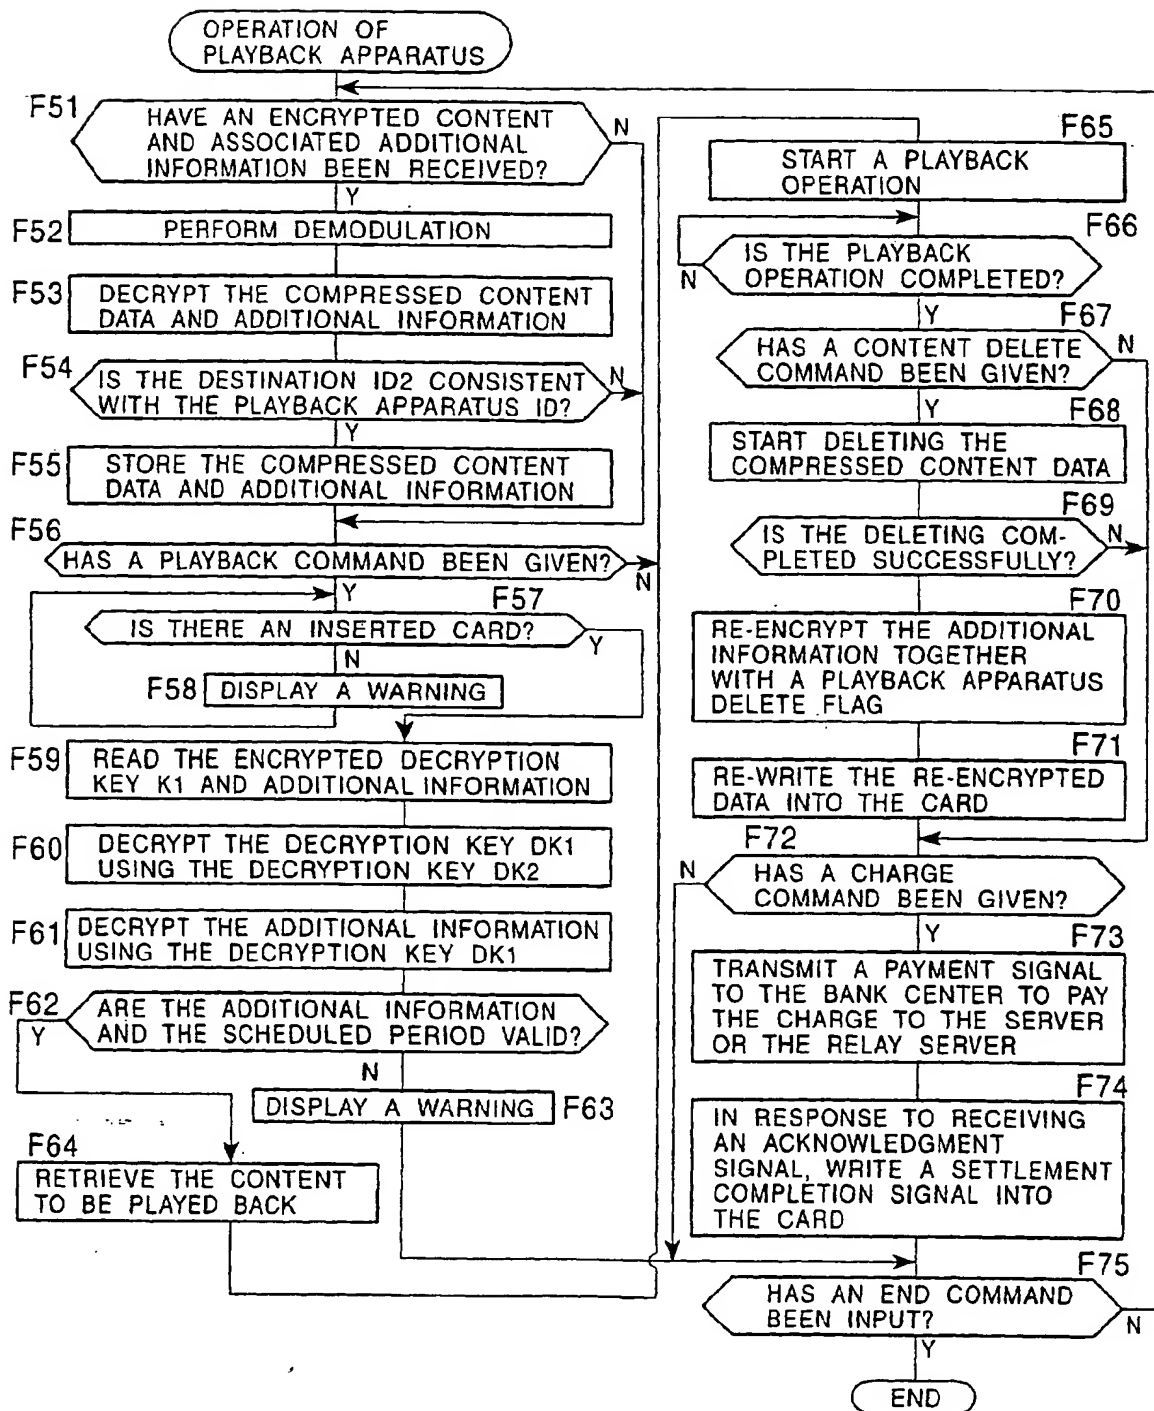 OPERATION OF
PLAYBACK APPARATUS
F51
HAVE AN ENCRYPTED CONTENT
AND ASSOCIATED ADDITIONAL
INFORMATION BEEN RECEIVED?
N
Y
F52
PERFORM DEMODULATION
F53
DECRYPT THE COMPRESSED CONTENT
DATA AND ADDITIONAL INFORMATION
F54
IS THE DESTINATION ID2 CONSISTENT
WITH THE PLAYBACK APPARATUS ID?
N
Y
F55
STORE THE COMPRESSED CONTENT
DATA AND ADDITIONAL INFORMATION
F56
HAS A PLAYBACK COMMAND BEEN GIVEN?
N
Y
F57
IS THERE AN INSERTED CARD?
Y
N
F58
DISPLAY A WARNING
F59
READ THE ENCRYPTED DECRYPTION
KEY K1 AND ADDITIONAL INFORMATION
F60
DECRYPT THE DECRYPTION KEY DK1
USING THE DECRYPTION KEY DK2
F61
DECRYPT THE ADDITIONAL INFORMATION
USING THE DECRYPTION KEY DK1
F62
ARE THE ADDITIONAL INFORMATION
AND THE SCHEDULED PERIOD VALID?
Y
N
DISPLAY A WARNING
F63
F64
RETRIEVE THE CONTENT
TO BE PLAYED BACK
F65
START A PLAYBACK
OPERATION
F66
IS THE PLAYBACK
OPERATION COMPLETED?
N
Y
F67
HAS A CONTENT DELETE
COMMAND BEEN GIVEN?
N
Y
F68
START DELETING THE
COMPRESSED CONTENT DATA
F69
IS THE DELETING COM-
PLETED SUCCESSFULLY?
N
F70
RE-ENCRYPT THE ADDITIONAL
INFORMATION TOGETHER
WITH A PLAYBACK APPARATUS
DELETE FLAG
F71
RE-WRITE THE RE-ENCRYPTED
DATA INTO THE CARD
F72
HAS A CHARGE
COMMAND BEEN GIVEN?
N
Y
F73
TRANSMIT A PAYMENT SIGNAL
TO THE BANK CENTER TO PAY
THE CHARGE TO THE SERVER
OR THE RELAY SERVER
F74
IN RESPONSE TO RECEIVING
AN ACKNOWLEDGMENT
SIGNAL, WRITE A SETTLEMENT
COMPLETION SIGNAL INTO
THE CARD
F75
HAS AN END COMMAND
BEEN INPUT?
N
Y
END